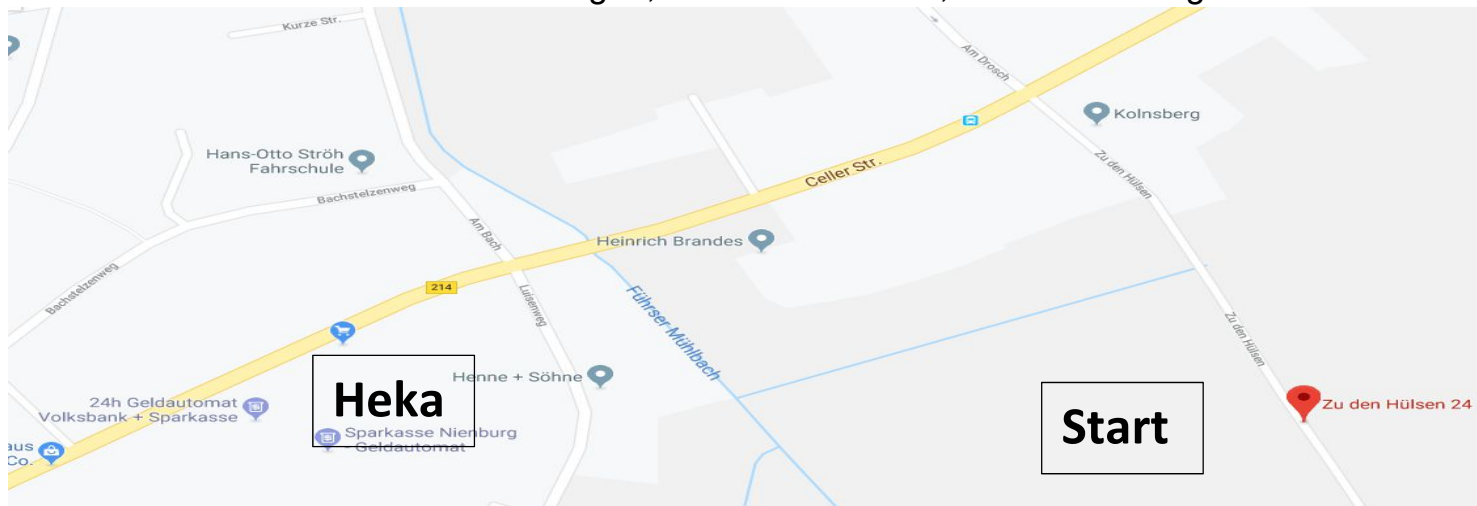 Kurze Str.
Am Drosch
Kolnsberg
Hans-Otto Ströh
Fahrschule
Zu den Hülsen
Celler Str.
Bachstelzenweg
Am Bach
Heinrich Brandes
Bachstelzenweg
214
Luisenweg
Führser Mühlbach
Zu den Hülsen
Heka
Henne + Söhne
24h Geldautomat
Volksbank + Sparkasse
Start
Zu den Hülsen 24
Sparkasse Nienburg
- Geldautomat
aus
Co.